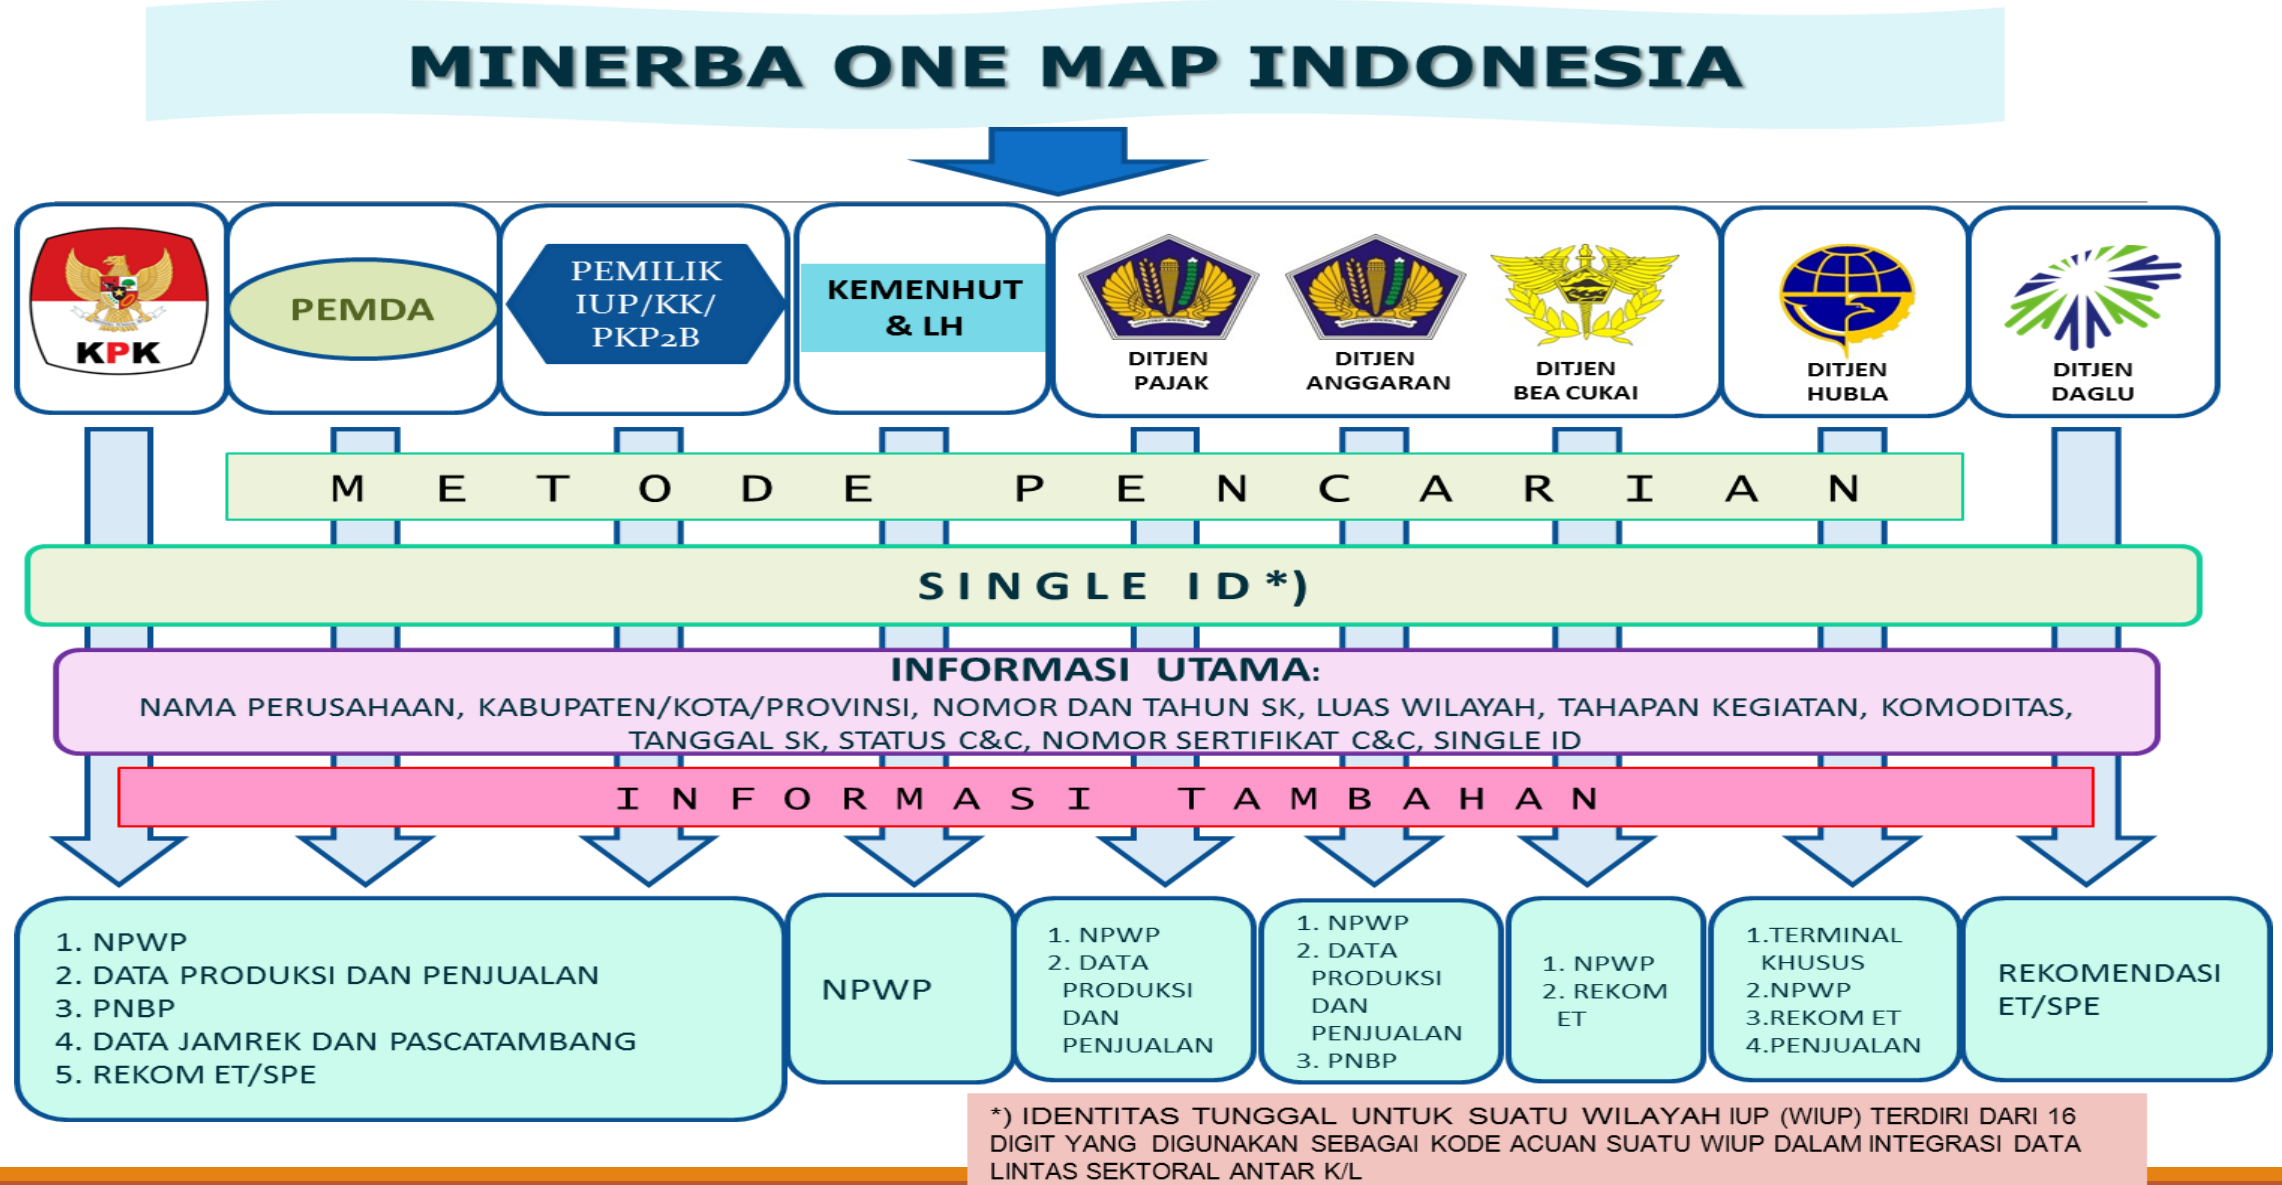 MINERBA ONE MAP INDONESIA
KPK
PEMDA
PEMILIK
IUP/KK/
PKP2B
KEMENHUT
& LH
DITJEN
PAJAK
DITJEN
ANGGARAN
DITJEN
BEA CUKAI
DITJEN
HUBLA
DITJEN
DAGLU
METODE PENCARIAN
SINGLE ID*)
INFORMASI UTAMA:
NAMA PERUSAHAAN, KABUPATEN/KOTA/PROVINSI, NOMOR DAN TAHUN SK, LUAS WILAYAH, TAHAPAN KEGIATAN, KOMODITAS,
TANGGAL SK, STATUS C&C, NOMOR SERTIFIKAT C&C, SINGLE ID
INFORMASI TAMBAHAN
1. NPWP
2. DATA PRODUKSI DAN PENJUALAN
3. PNBP
4. DATA JAMREK DAN PASCATAMBANG
5. REKOM ET/SPE
NPWP
1. NPWP
2. DATA
PRODUKSI
DAN
PENJUALAN
1. NPWP
2. DATA
PRODUKSI
DAN
PENJUALAN
3. PNBP
1. NPWP
2. REKOM
ET
1.TERMINAL
KHUSUS
2.NPWP
3.REKOM ET
4.PENJUALAN
REKOMENDASI
ET/SPE
*) IDENTITAS TUNGGAL UNTUK SUATU WILAYAH IUP (WIUP) TERDIRI DARI 16
DIGIT YANG DIGUNAKAN SEBAGAI KODE ACUAN SUATU WIUP DALAM INTEGRASI DATA
LINTAS SEKTORAL ANTAR K/L